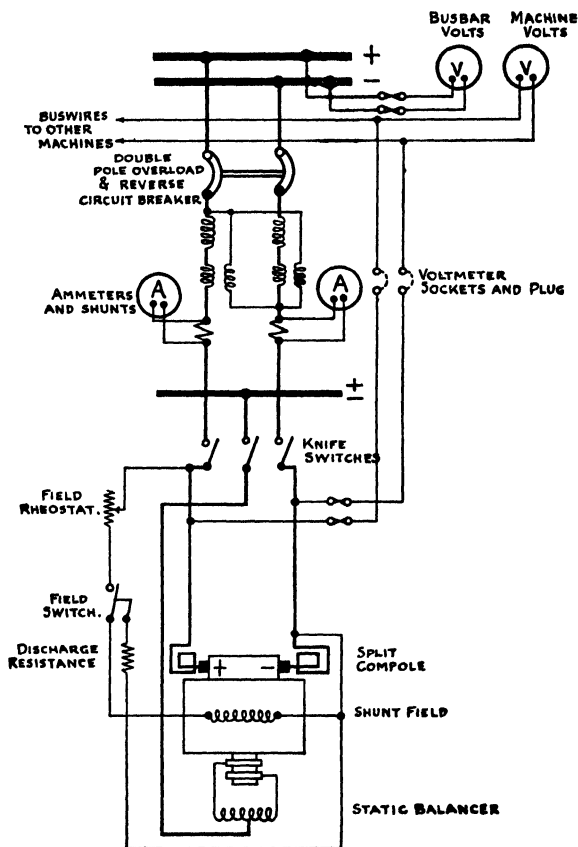 BUSBAR
VOLTS
MACHINE
VOLTS
+
−
V
V
BUSWIRES
TO OTHER
MACHINES
DOUBLE
POLE OVERLOAD
& REVERSE
CIRCUIT BREAKER
AMMETERS
AND SHUNTS
A
A
VOLTMETER
SOCKETS AND PLUG
±
KNIFE
SWITCHES
FIELD
RHEOSTAT.
FIELD
SWITCH.
DISCHARGE
RESISTANCE
SPLIT
COMPOLE
+
−
SHUNT FIELD
STATIC BALANCER